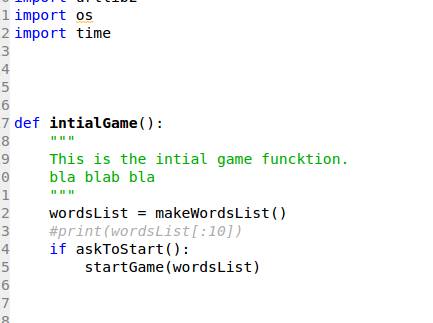 1 import os
2 import time
3
4
5
6
7 def intialGame():
8     """
9     This is the intial game funcktion.
0     bla blab bla
1     """
2     wordsList = makeWordsList()
3     #print(wordsList[:10])
4     if askToStart():
5         startGame(wordsList)
6
7
8